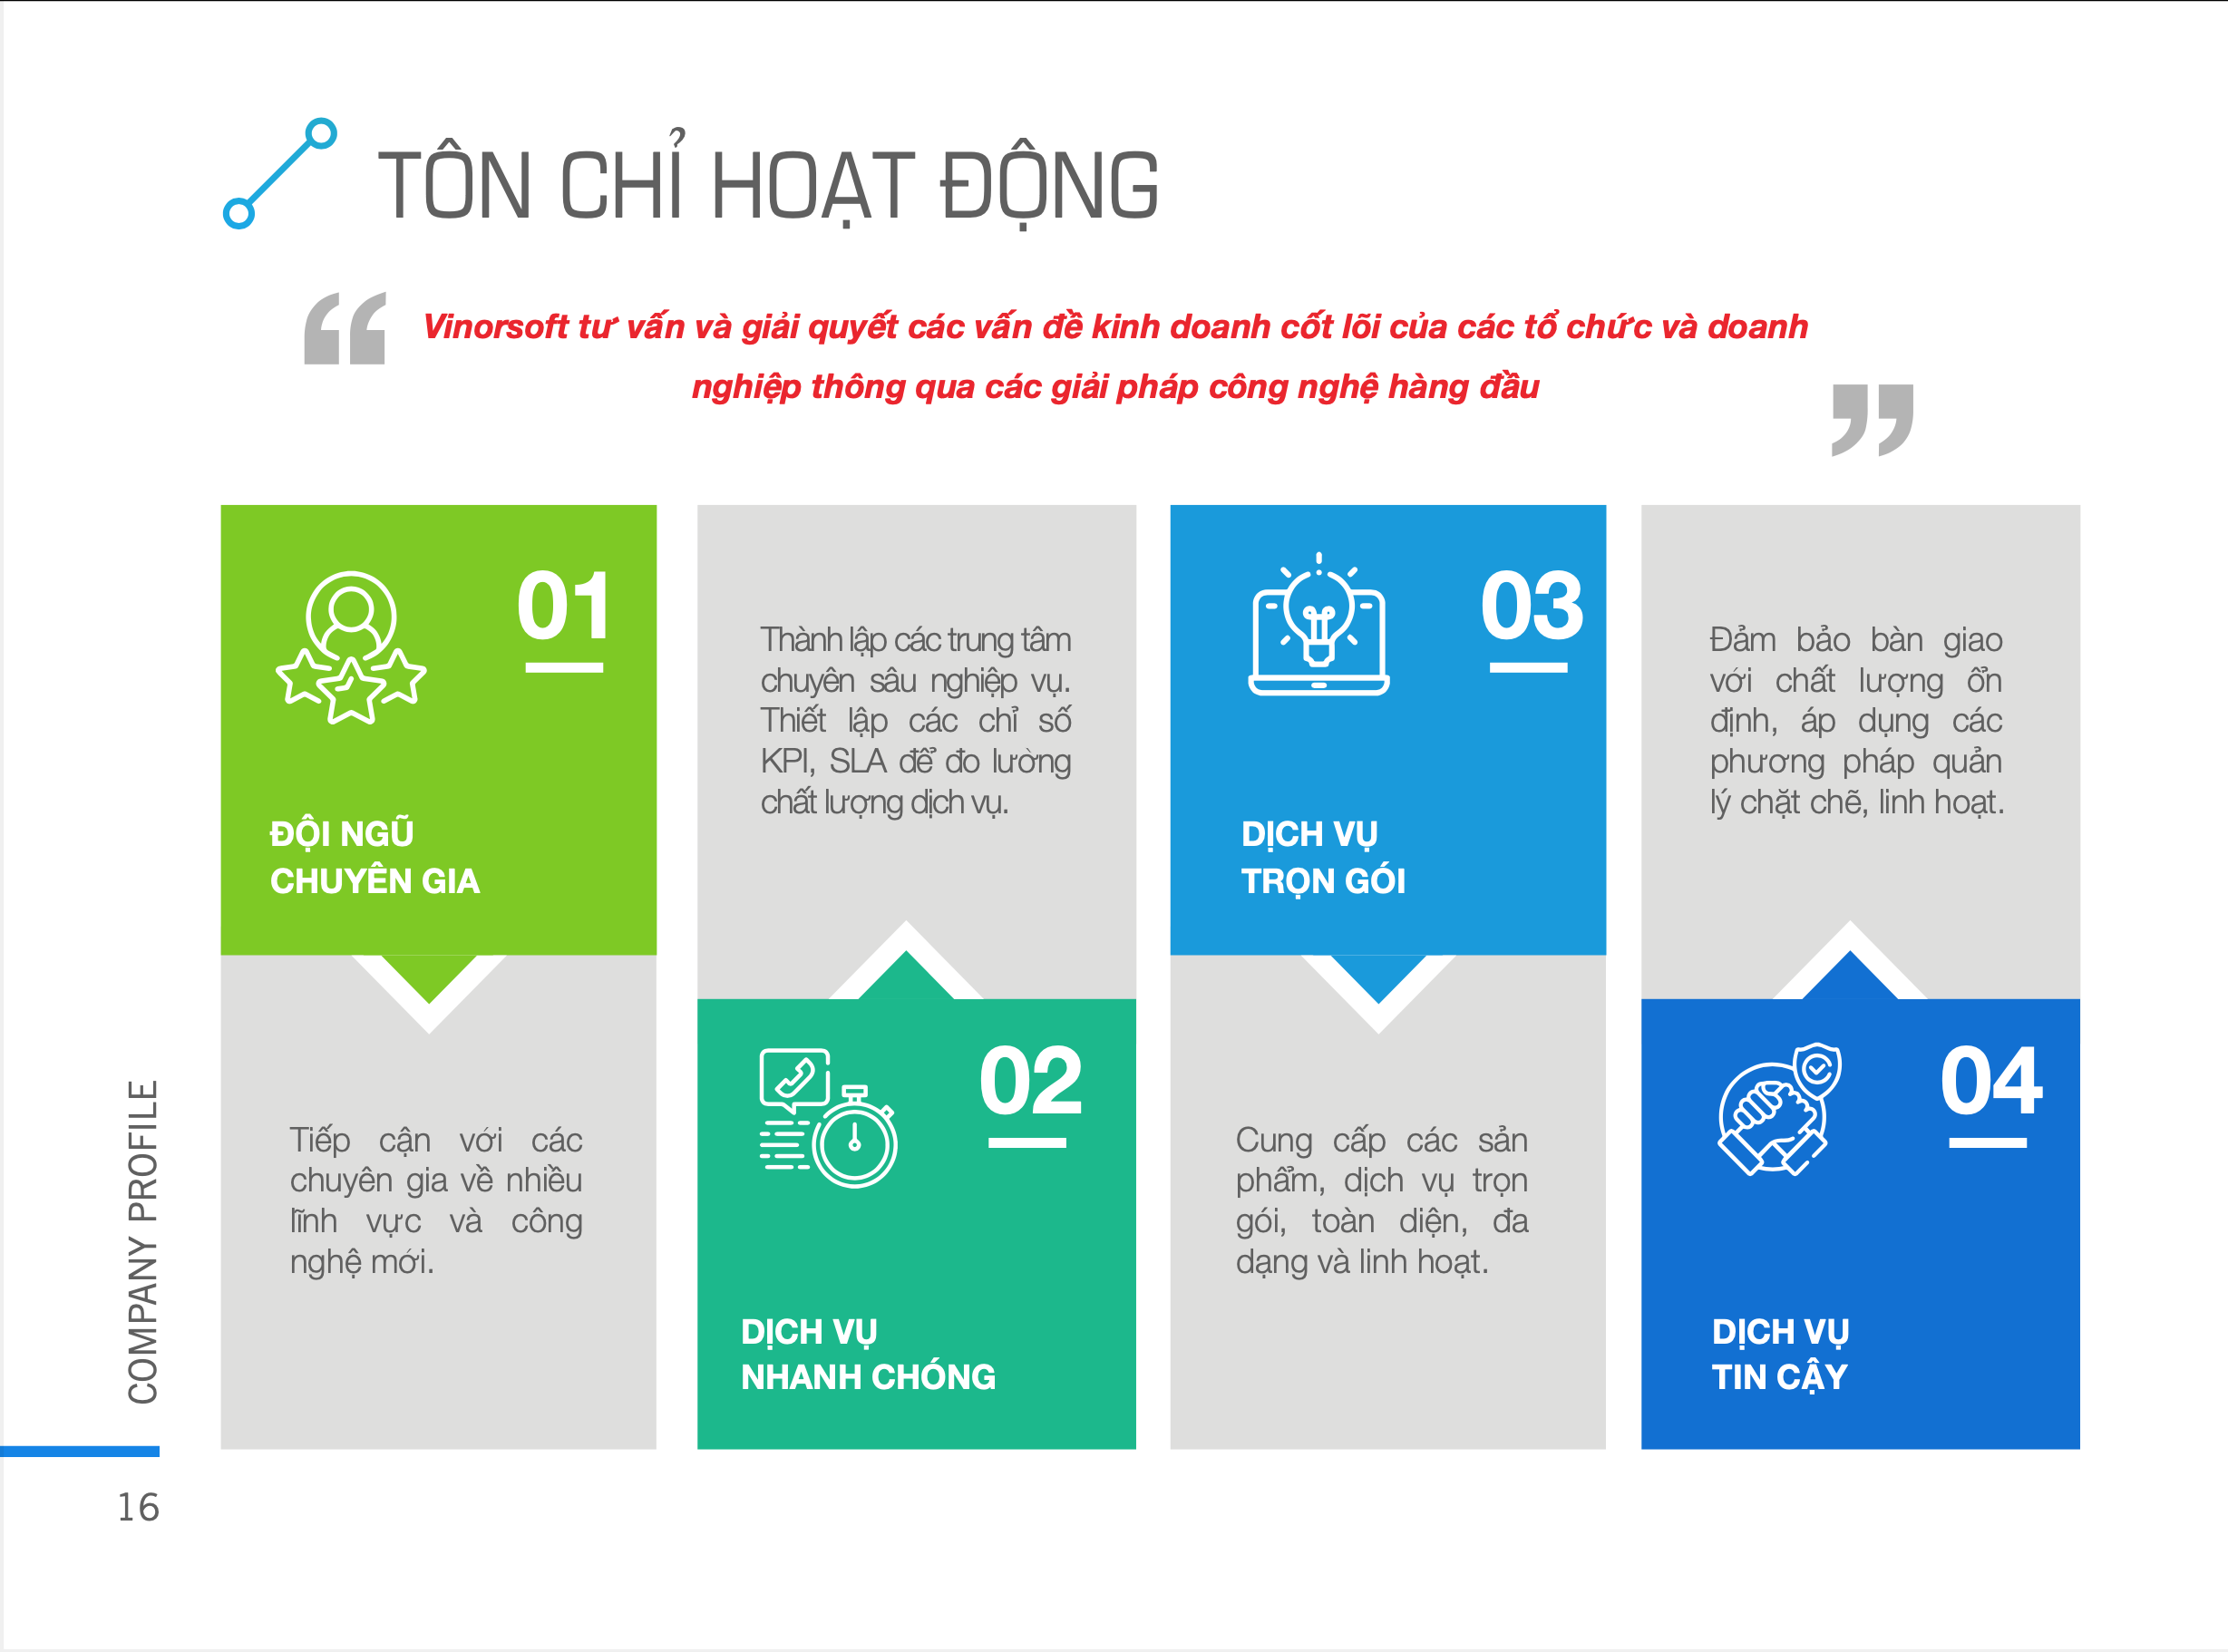 TÔN CHỈ HOẠT ĐỘNG
“
Vinorsoft tư vấn và giải quyết các vấn đề kinh doanh cốt lõi của các tổ chức và doanh
nghiệp thông qua các giải pháp công nghệ hàng đầu
”
01
ĐỘI NGŨ
CHUYÊN GIA
Tiếp cận với các
chuyên gia về nhiều
lĩnh vực và công
nghệ mới.
Thành lập các trung tâm
chuyên sâu nghiệp vụ.
Thiết lập các chỉ số
KPI, SLA để đo lường
chất lượng dịch vụ.
02
DỊCH VỤ
NHANH CHÓNG
03
DỊCH VỤ
TRỌN GÓI
Cung cấp các sản
phẩm, dịch vụ trọn
gói, toàn diện, đa
dạng và linh hoạt.
Đảm bảo bàn giao
với chất lượng ổn
định, áp dụng các
phương pháp quản
lý chặt chẽ, linh hoạt.
04
DỊCH VỤ
TIN CẬY
COMPANY PROFILE
16